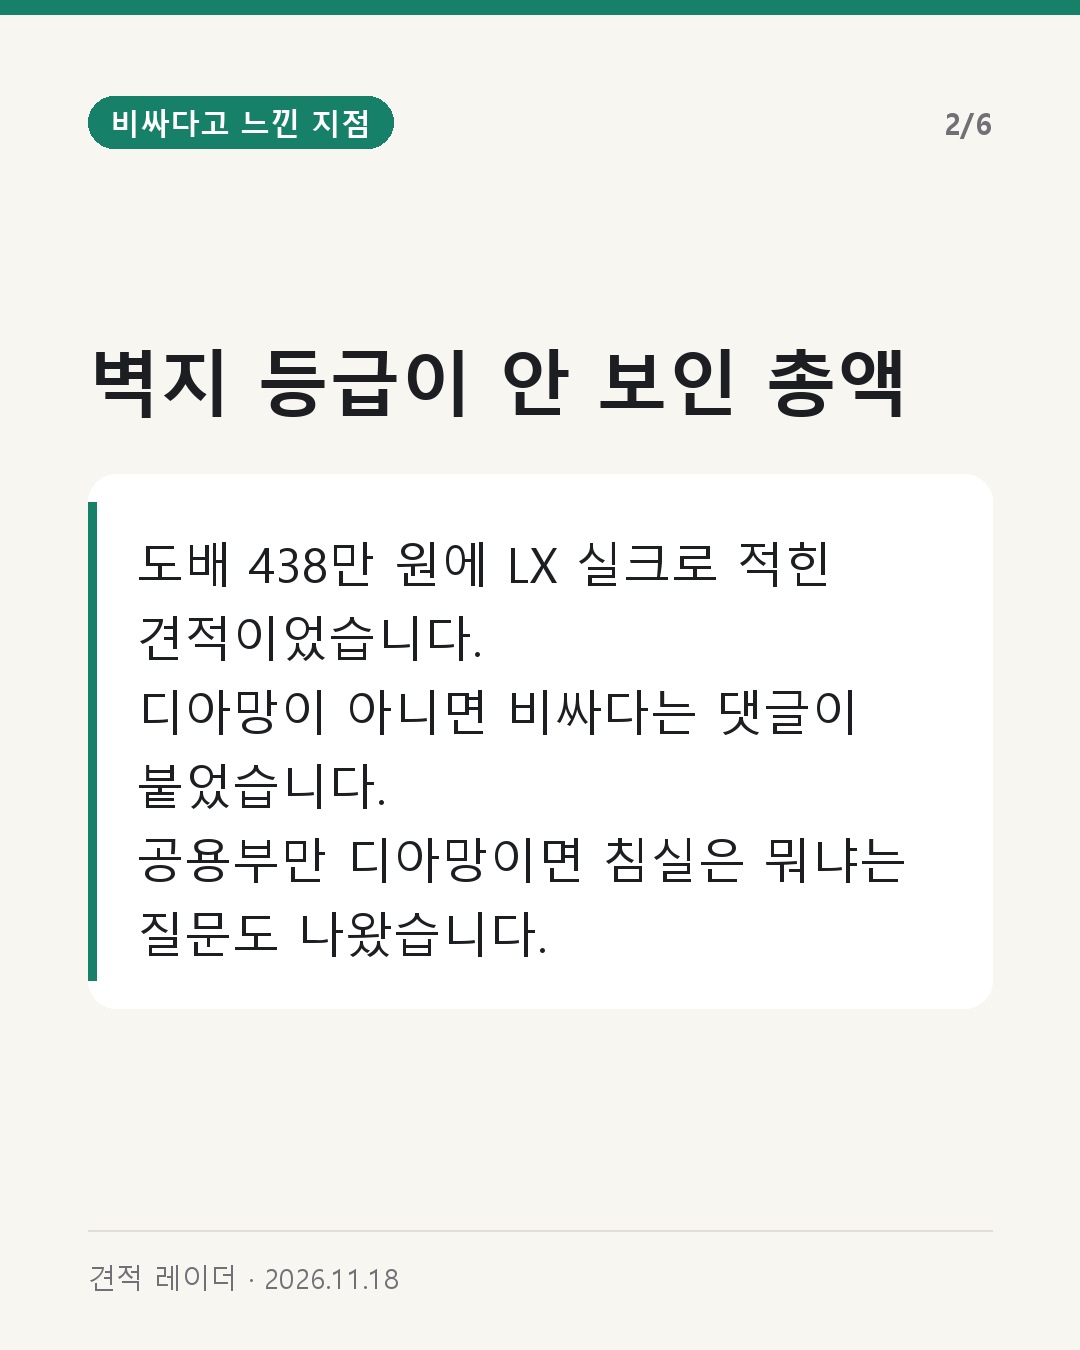 비싸다고 느낀 지점
2/6
벽지 등급이 안 보인 총액
도배 438만 원에 LX 실크로 적힌
견적이었습니다.
디아망이 아니면 비싸다는 댓글이
붙었습니다.
공용부만 디아망이면 침실은 뭐냐는
질문도 나왔습니다.
견적 레이더 · 2026.11.18